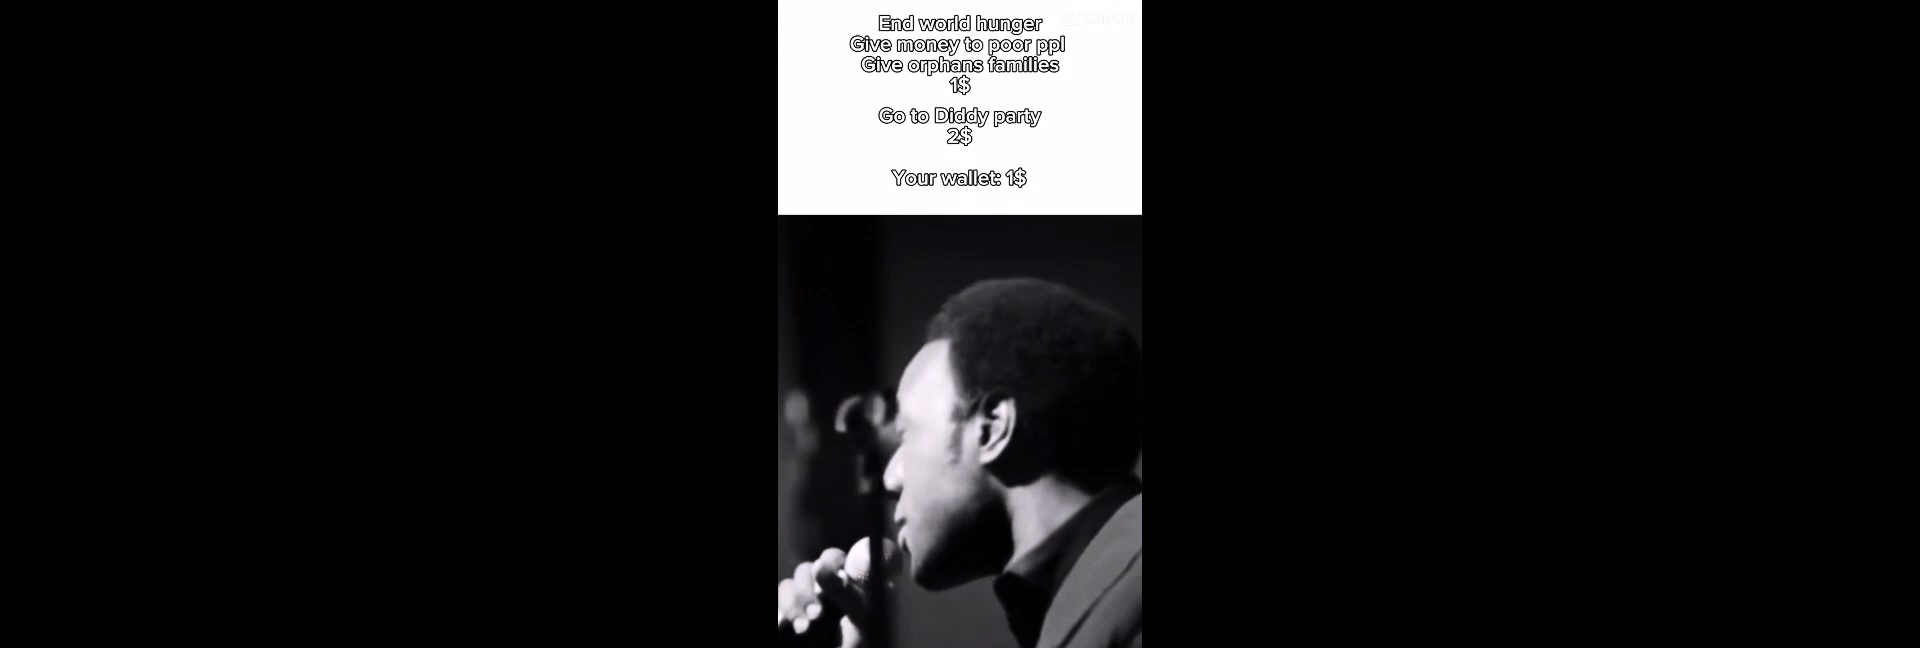 End world hunger
Give money to poor ppl
Give orphans families
1$
Go to Diddy party
2$
Your wallet: 1$